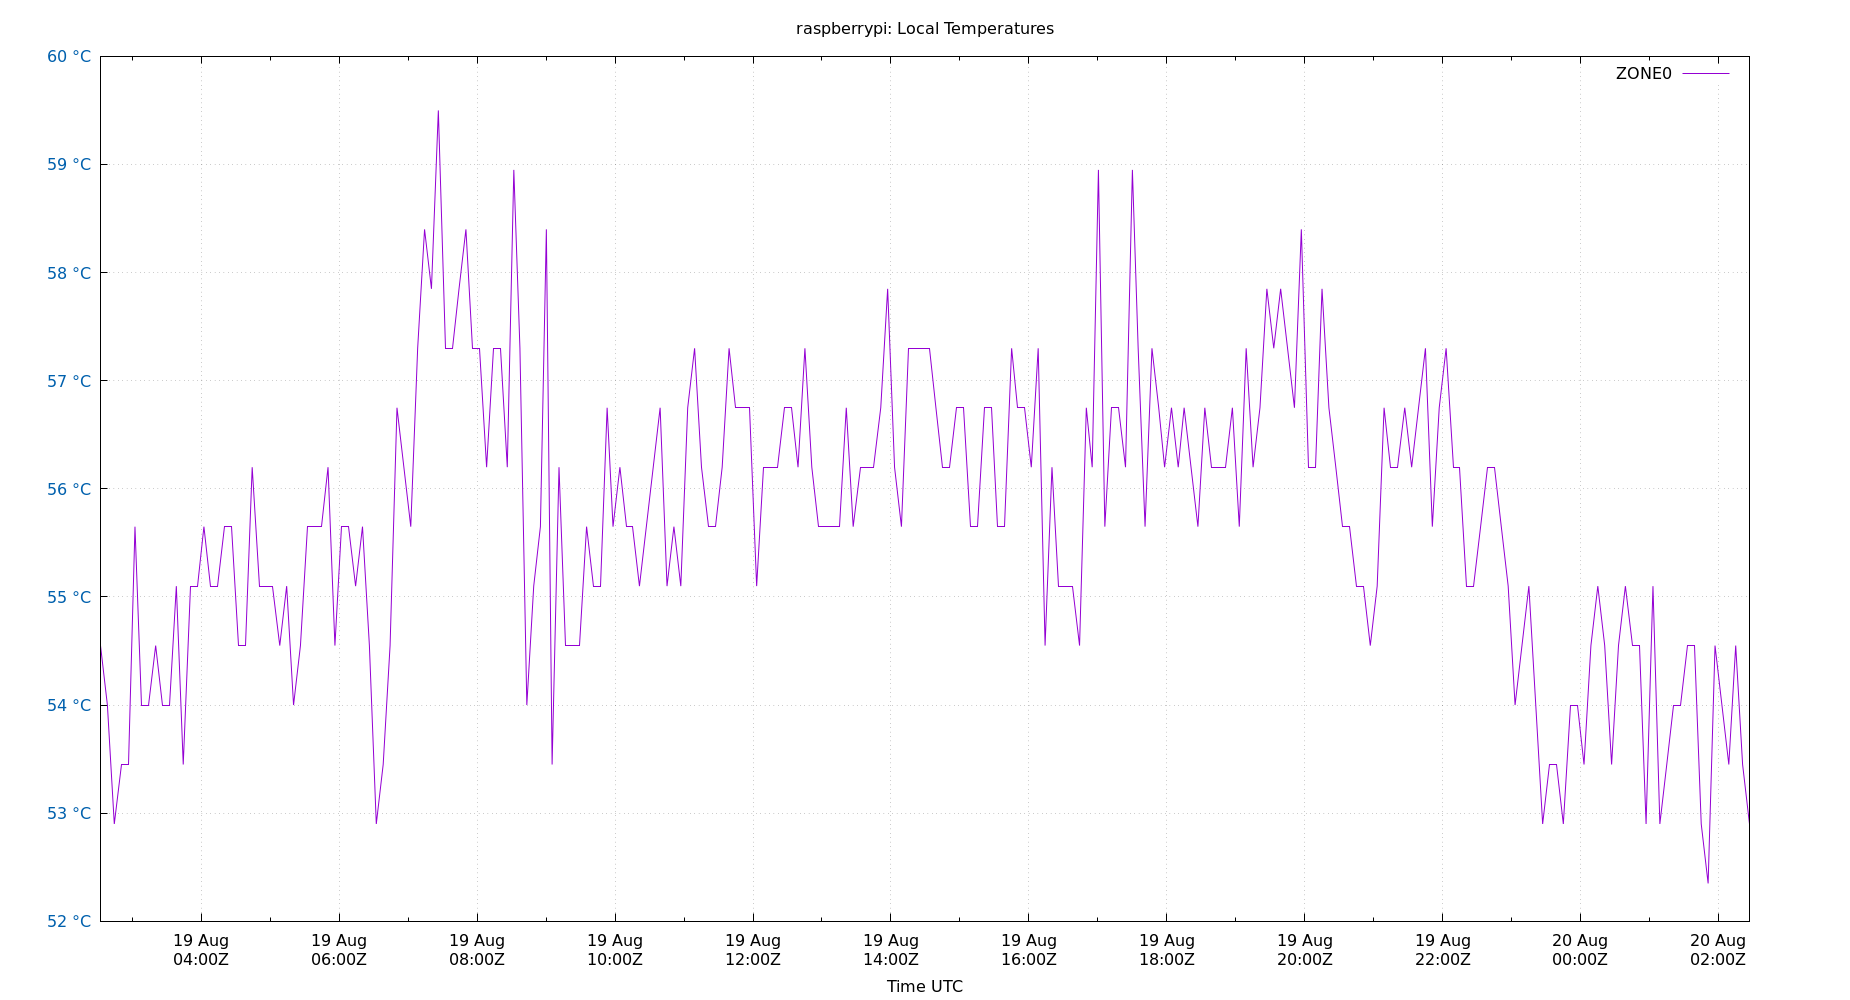 raspberrypi: Local Temperatures
60 °C
ZONE0
59 °C
58 °C
57 °C
56 °C
55 °C
54 °C
53 °C
52 °C
19 Aug 19 Aug 19 Aug 19 Aug 19 Aug 19 Aug 19 Aug 19 Aug 19 Aug 19 Aug 20 Aug 20 Aug
04:00Z 06:00Z 08:00Z 10:00Z 12:00Z 14:00Z 16:00Z 18:00Z 20:00Z 22:00Z 00:00Z 02:00Z
Time UTC